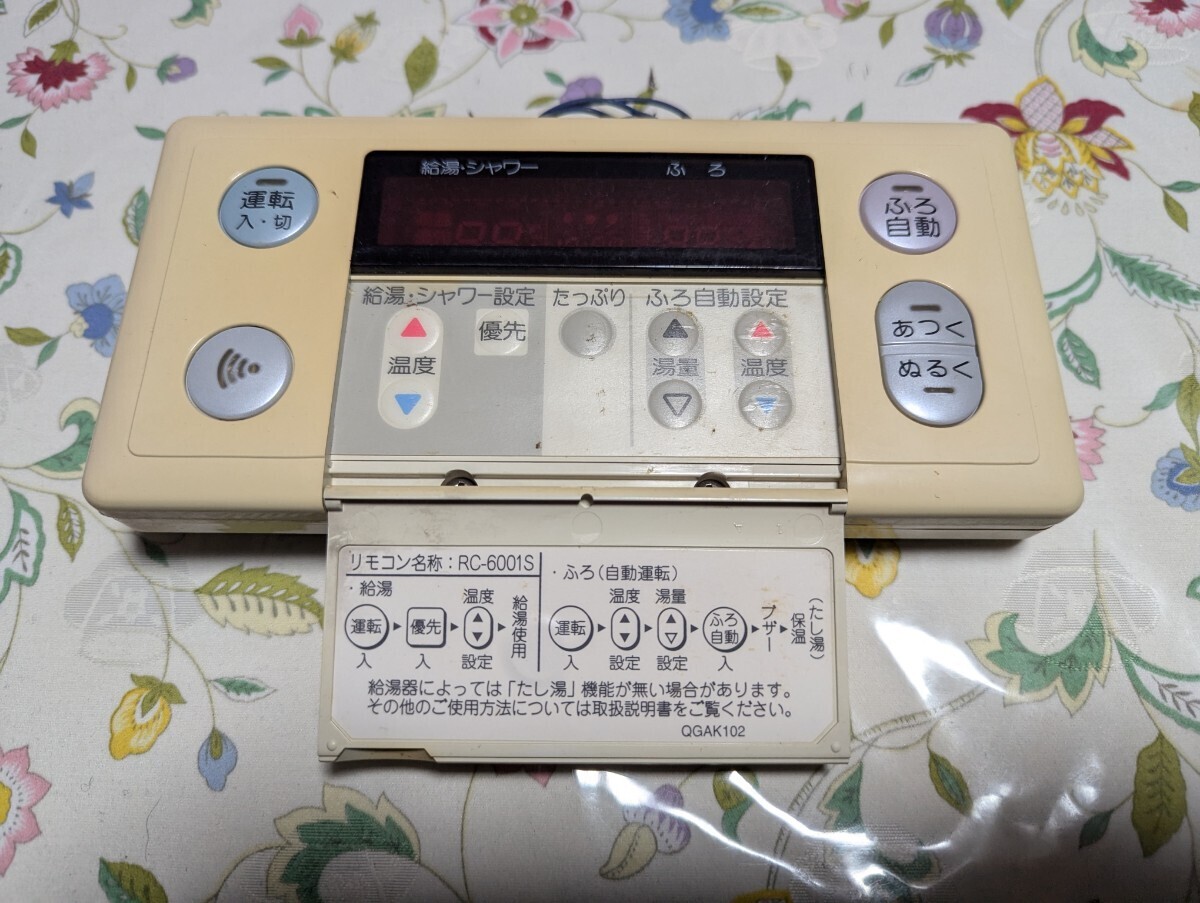 給湯・シャワー ふろ
運転
入・切
ふろ
自動
給湯・シャワー設定 たっぷり ふろ自動設定
優先
温度 湯量 温度
あつく
ぬるく
リモコン名称：RC-6001S
・給湯
運転 優先 温度 給湯使用
入 入 設定
・ふろ(自動運転)
運転 温度 湯量 ふろ自動 ブザー 保温 (たし湯)
入 設定 設定 入
給湯器によっては「たし湯」機能が無い場合があります。
その他のご使用方法については取扱説明書をご覧ください。
QGAK102